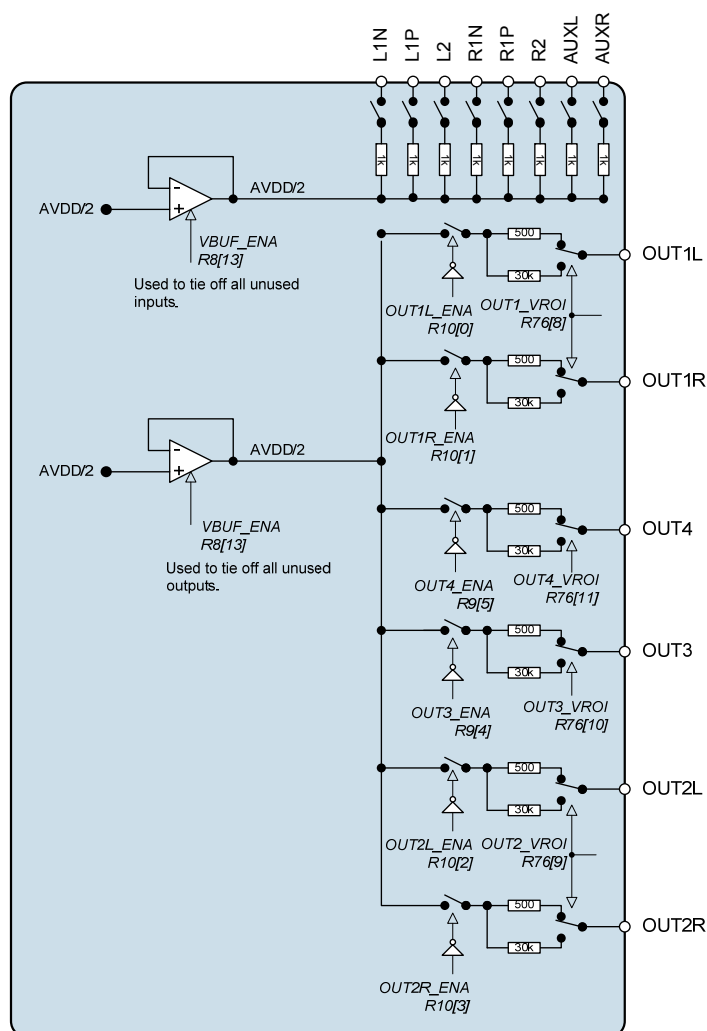 L1N
L1P
L2
R1N
R1P
R2
AUXL
AUXR
1k
1k
1k
1k
1k
1k
1k
1k
AVDD/2
-
+
AVDD/2
VBUF_ENA
R8[13]
Used to tie off all unused
inputs.
500
30k
OUT1L
OUT1L_ENA
R10[0]
OUT1_VROI
R76[8]
500
30k
OUT1R
OUT1R_ENA
R10[1]
AVDD/2
-
+
AVDD/2
VBUF_ENA
R8[13]
Used to tie off all unused
outputs.
500
30k
OUT4
OUT4_ENA
R9[5]
OUT4_VROI
R76[11]
500
30k
OUT3
OUT3_ENA
R9[4]
OUT3_VROI
R76[10]
500
30k
OUT2L
OUT2L_ENA
R10[2]
OUT2_VROI
R76[9]
500
30k
OUT2R
OUT2R_ENA
R10[3]